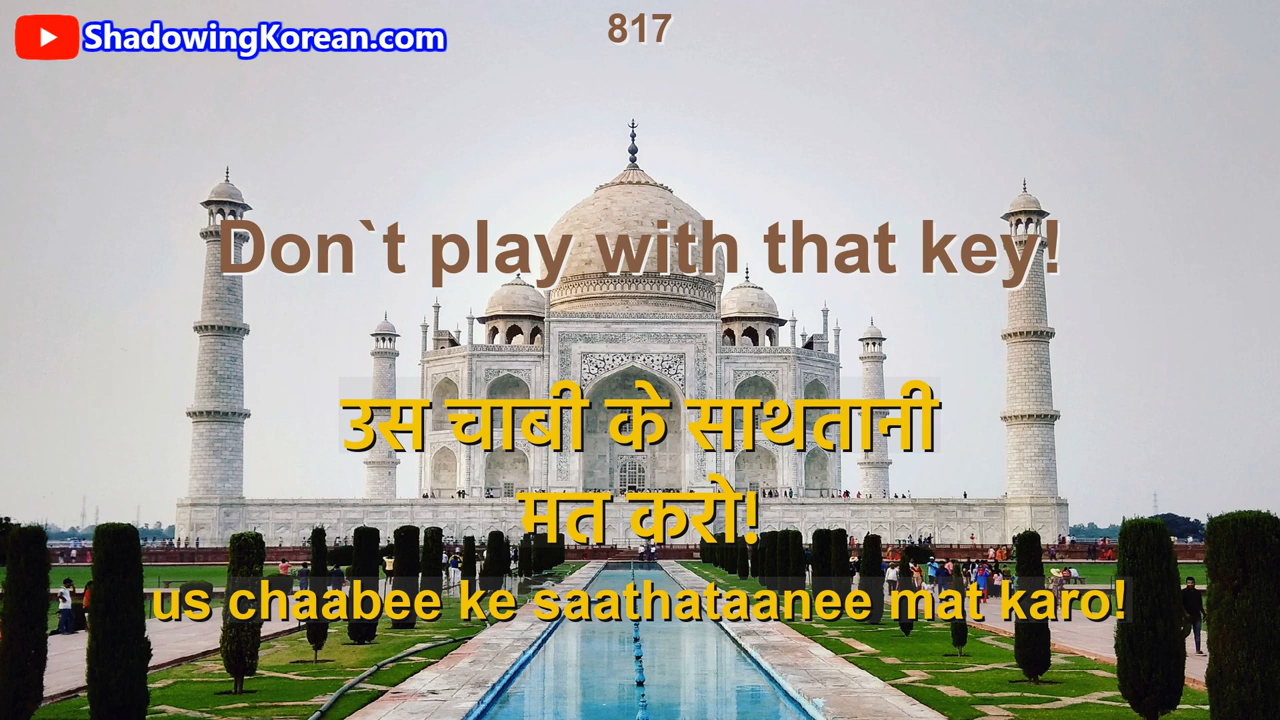 ShadowingKorean.com
817
Don`t play with that key!
उस चाबी के साथतानी
मत करो!
us chaabee ke saathataanee mat karo!